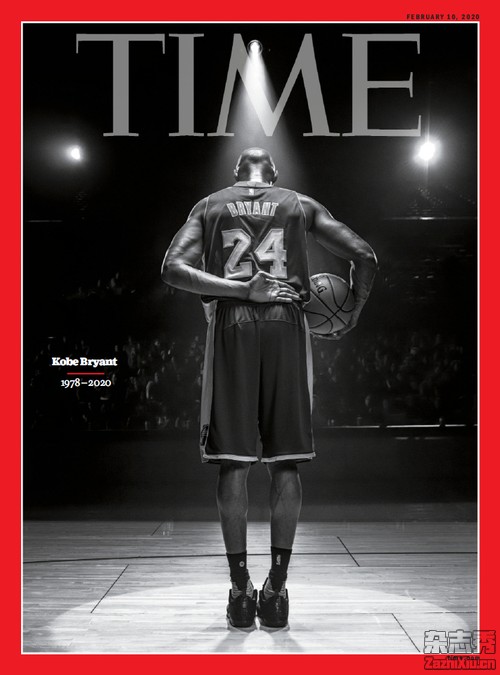 FEBRUARY 10, 2020
TIME
BRYANT
24
Kobe Bryant
1978–2020
杂志秀
ZazhiXiu.cn